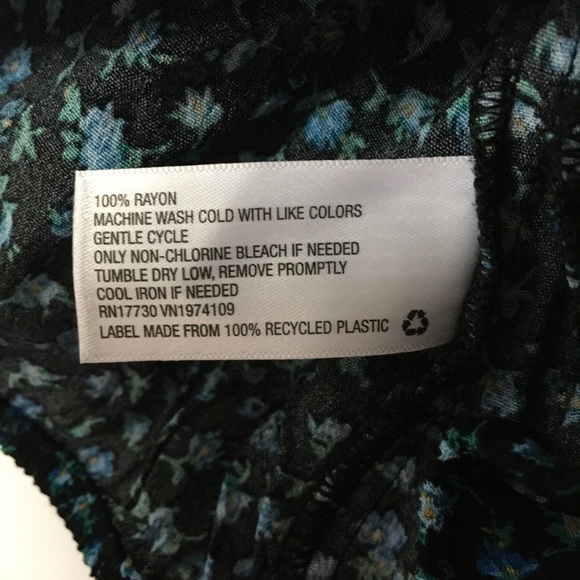 100% RAYON
MACHINE WASH COLD WITH LIKE COLORS
GENTLE CYCLE
ONLY NON-CHLORINE BLEACH IF NEEDED
TUMBLE DRY LOW, REMOVE PROMPTLY
COOL IRON IF NEEDED
RN17730 VN1974109
LABEL MADE FROM 100% RECYCLED PLASTIC